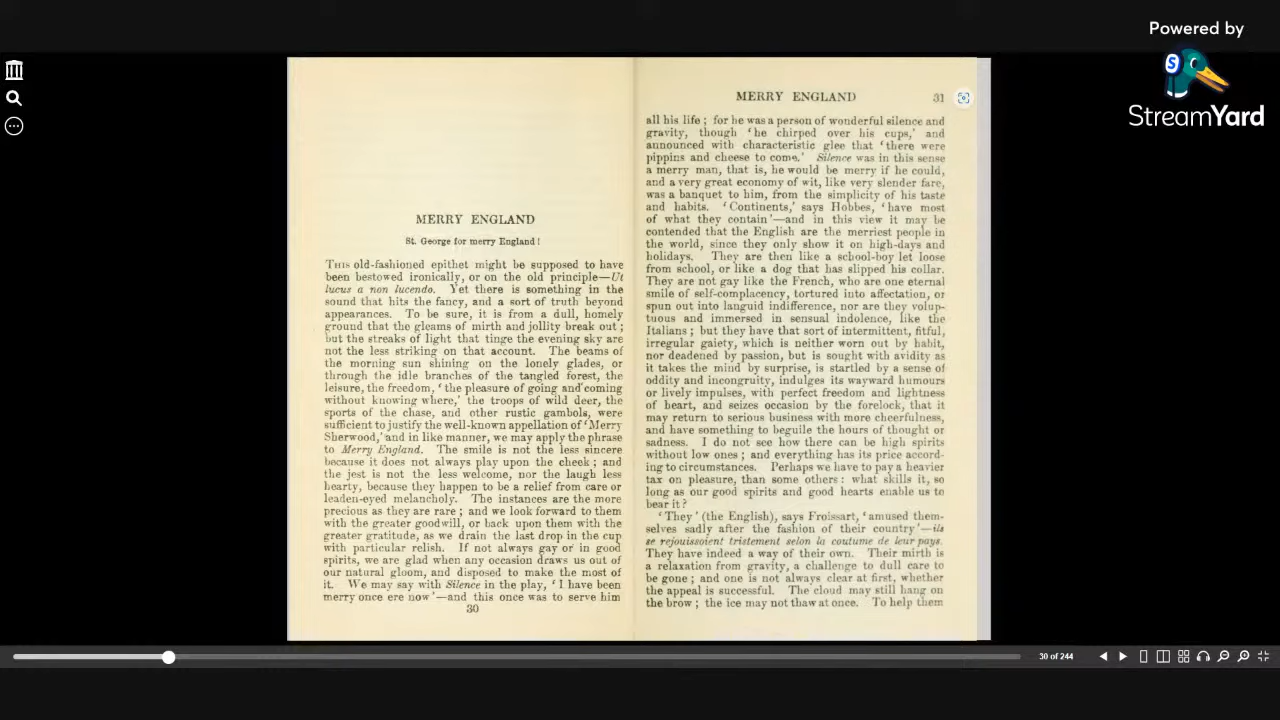 Powered by
StreamYard
MERRY ENGLAND
St. George for merry England!
THIS old-fashioned epithet might be supposed to have
been bestowed ironically, or on the old principle—Ut
lucus a non lucendo. Yet there is something in the
sound that hits the fancy, and a sort of truth beyond
appearances. To be sure, it is from a dull, homely
ground that the gleams of mirth and jollity break out;
but the streaks of light that tinge the evening sky are
not the less striking on that account. The beams of
the morning sun shining on the lonely glades, or
through the idle branches of the tangled forest, the
leisure, the freedom, 'the pleasure of going and coming
without knowing where,' the troops of wild deer, the
sports of the chase, and other rustic gambols, were
sufficient to justify the well-known appellation of 'Merry
Sherwood,' and in like manner, we may apply the phrase
to Merry England. The smile is not the less sincere
because it does not always play upon the cheek; and
the jest is not the less welcome, nor the laugh less
hearty, because they happen to be a relief from care or
leaden-eyed melancholy. The instances are the more
precious as they are rare; and we look forward to them
with the greater goodwill, or back upon them with the
greater gratitude, as we drain the last drop in the cup
with particular relish. If not always gay or in good
spirits, we are glad when any occasion draws us out of
our natural gloom, and disposed to make the most of
it. We may say with Silence in the play, 'I have been
merry once ere now'—and this once was to serve him
30
MERRY ENGLAND 31
all his life; for he was a person of wonderful silence and
gravity, though 'he chirped over his cups,' and
announced with characteristic glee that 'there were
pippins and cheese to come.' Silence was in this sense
a merry man, that is, he would be merry if he could,
and a very great economy of wit, like very slender fare,
was a banquet to him, from the simplicity of his taste
and habits. 'Continents,' says Hobbes, 'have most
of what they contain'—and in this view it may be
contended that the English are the merriest people in
the world, since they only show it on high-days and
holidays. They are then like a school-boy let loose
from school, or like a dog that has slipped his collar.
They are not gay like the French, who are one eternal
smile of self-complacency, tortured into affectation, or
spun out into languid indifference, nor are they volup-
tuous and immersed in sensual indolence, like the
Italians; but they have that sort of intermittent, fitful,
irregular gaiety, which is neither worn out by habit,
nor deadened by passion, but is sought with avidity as
it takes the mind by surprise, is startled by a sense of
oddity and incongruity, indulges its wayward humours
or lively impulses, with perfect freedom and lightness
of heart, and seizes occasion by the forelock, that it
may return to serious business with more cheerfulness,
and have something to beguile the hours of thought or
sadness. I do not see how there can be high spirits
without low ones; and everything has its price accord-
ing to circumstances. Perhaps we have to pay a heavier
tax on pleasure, than some others: what skills it, so
long as our good spirits and good hearts enable us to
bear it?
'They' (the English), says Froissart, 'amused them-
selves sadly after the fashion of their country'—ils
se rejouissoient tristement selon la coutume de leur pays.
They have indeed a way of their own. Their mirth is
a relaxation from gravity, a challenge to dull care to
be gone; and one is not always clear at first, whether
the appeal is successful. The cloud may still hang on
the brow; the ice may not thaw at once. To help them
30 of 244